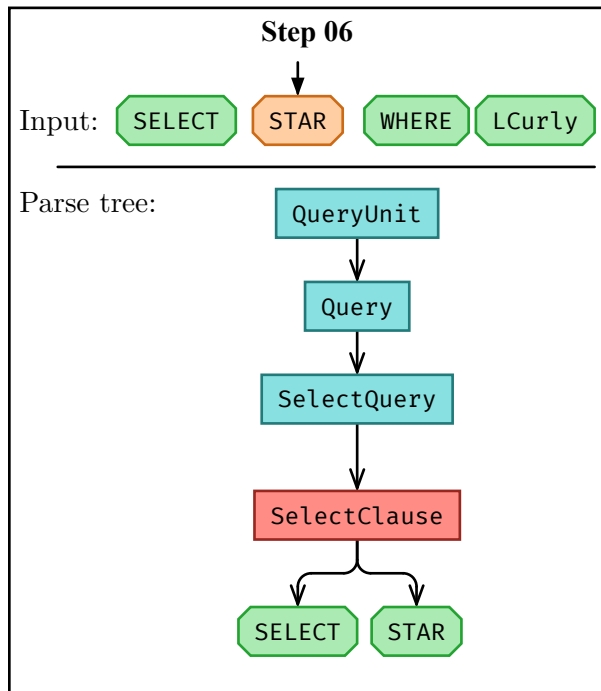 Step 06
Input: SELECT STAR WHERE LCurly
Parse tree:
QueryUnit
Query
SelectQuery
SelectClause
SELECT STAR